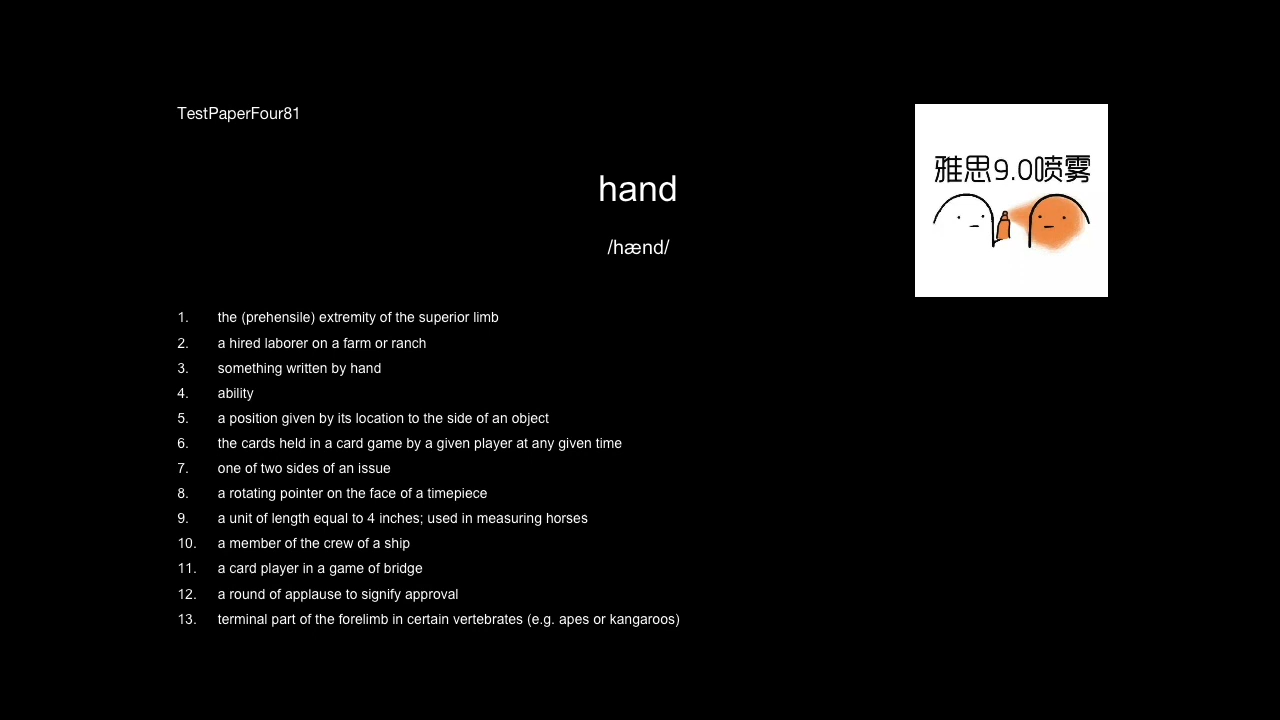 TestPaperFour81
雅思9.0喷雾
hand
/hænd/
1. the (prehensile) extremity of the superior limb
2. a hired laborer on a farm or ranch
3. something written by hand
4. ability
5. a position given by its location to the side of an object
6. the cards held in a card game by a given player at any given time
7. one of two sides of an issue
8. a rotating pointer on the face of a timepiece
9. a unit of length equal to 4 inches; used in measuring horses
10. a member of the crew of a ship
11. a card player in a game of bridge
12. a round of applause to signify approval
13. terminal part of the forelimb in certain vertebrates (e.g. apes or kangaroos)